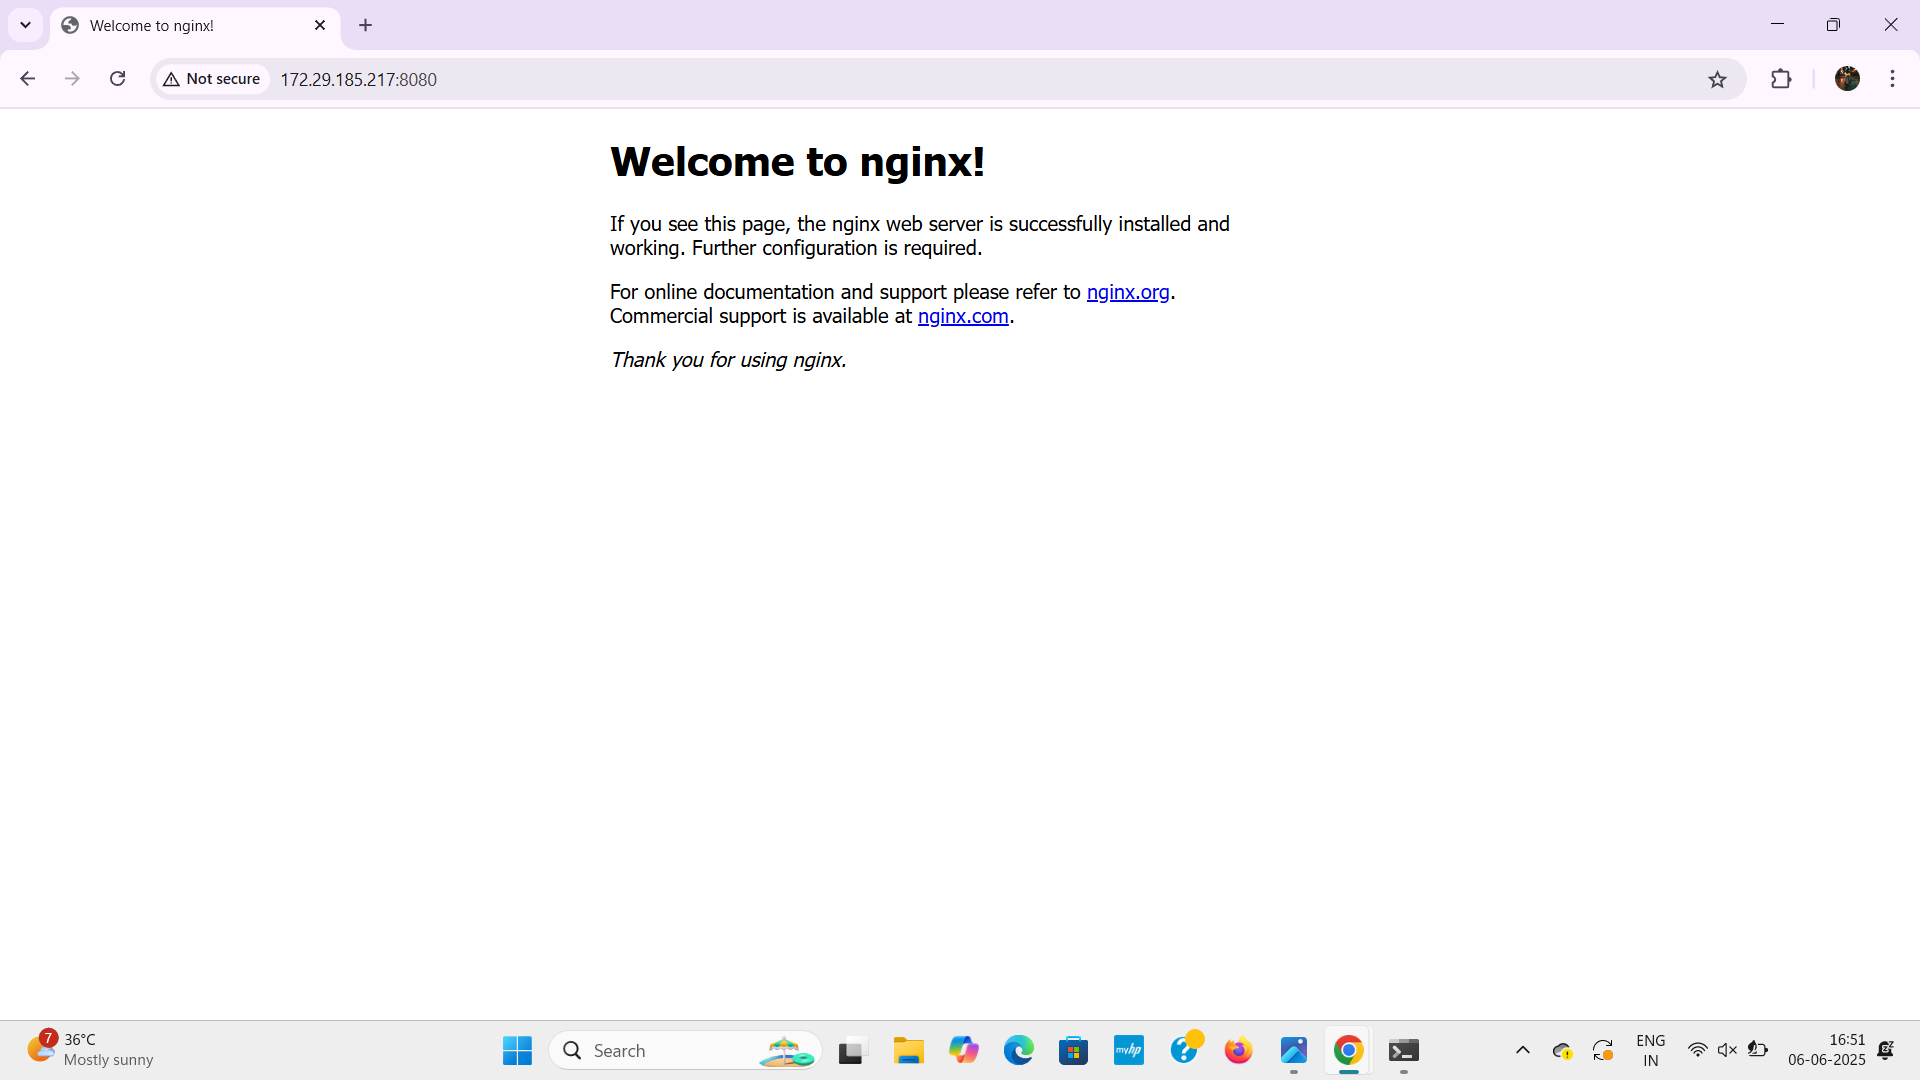 Welcome to nginx!
Not secure
172.29.185.217:8080
Welcome to nginx!
If you see this page, the nginx web server is successfully installed and
working. Further configuration is required.
For online documentation and support please refer to nginx.org.
Commercial support is available at nginx.com.
Thank you for using nginx.
7
36°C
Mostly sunny
Search
myhp
ENG
IN
16:51
06-06-2025